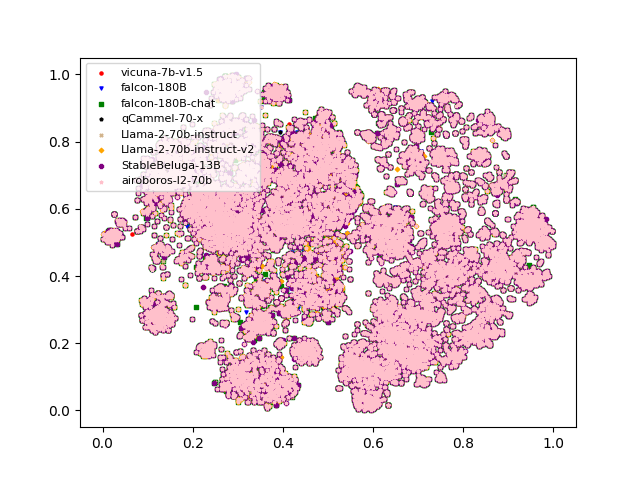 vicuna-7b-v1.5
falcon-180B
falcon-180B-chat
qCammel-70-x
Llama-2-70b-instruct
Llama-2-70b-instruct-v2
StableBeluga-13B
airoboros-l2-70b
1.0
0.8
0.6
0.4
0.2
0.0
0.0 0.2 0.4 0.6 0.8 1.0